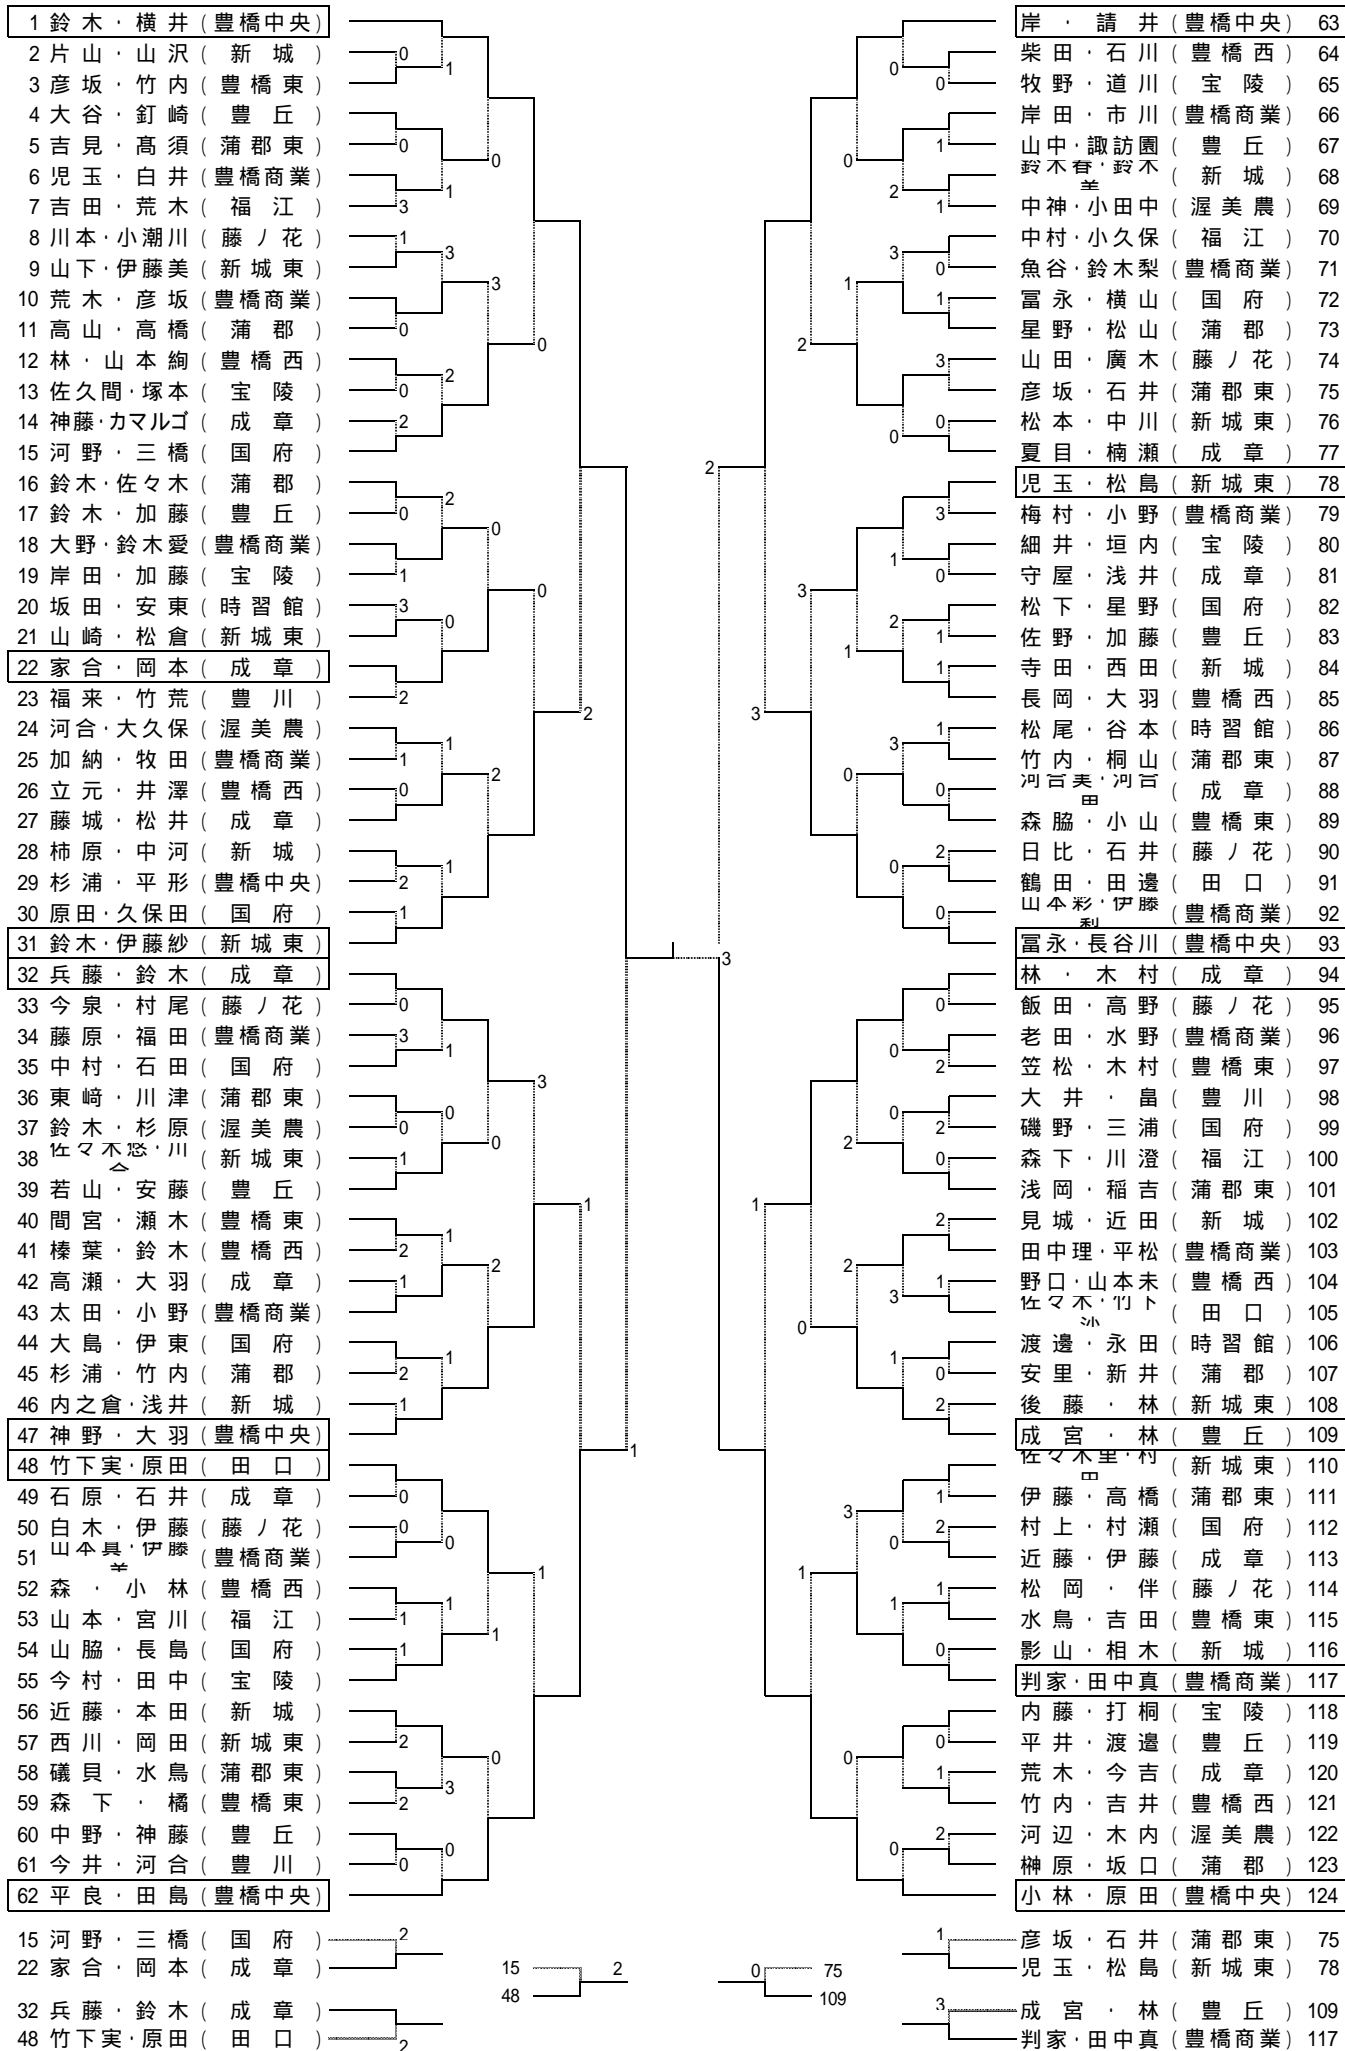 1 鈴木・横井(豊橋中央)
2 片山・山沢(新城)
3 彦坂・竹内(豊橋東)
4 大谷・釘崎(豊丘)
5 吉見・髙須(蒲郡東)
6 児玉・白井(豊橋商業)
7 吉田・荒木(福江)
8 川本・小潮川(藤ノ花)
9 山下・伊藤美(新城東)
10 荒木・彦坂(豊橋商業)
11 高山・高橋(蒲郡)
12 林・山本絢(豊橋西)
13 佐久間・塚本(宝陵)
14 神藤・カマルゴ(成章)
15 河野・三橋(国府)
16 鈴木・佐々木(蒲郡)
17 鈴木・加藤(豊丘)
18 大野・鈴木愛(豊橋商業)
19 岸田・加藤(宝陵)
20 坂田・安東(時習館)
21 山崎・松倉(新城東)
22 家合・岡本(成章)
23 福来・竹荒(豊川)
24 河合・大久保(渥美農)
25 加納・牧田(豊橋商業)
26 立元・井澤(豊橋西)
27 藤城・松井(成章)
28 柿原・中河(新城)
29 杉浦・平形(豊橋中央)
30 原田・久保田(国府)
31 鈴木・伊藤紗(新城東)
32 兵藤・鈴木(成章)
33 今泉・村尾(藤ノ花)
34 藤原・福田(豊橋商業)
35 中村・石田(国府)
36 東﨑・川津(蒲郡東)
37 鈴木・杉原(渥美農)
38 佐々木悠・川合(新城東)
39 若山・安藤(豊丘)
40 間宮・瀬木(豊橋東)
41 榛葉・鈴木(豊橋西)
42 高瀬・大羽(成章)
43 太田・小野(豊橋商業)
44 大島・伊東(国府)
45 杉浦・竹内(蒲郡)
46 内之倉・浅井(新城)
47 神野・大羽(豊橋中央)
48 竹下実・原田(田口)
49 石原・石井(成章)
50 白木・伊藤(藤ノ花)
51 山本真・伊藤美(豊橋商業)
52 森・小林(豊橋西)
53 山本・宮川(福江)
54 山脇・長島(国府)
55 今村・田中(宝陵)
56 近藤・本田(新城)
57 西川・岡田(新城東)
58 礒貝・水鳥(蒲郡東)
59 森下・橘(豊橋東)
60 中野・神藤(豊丘)
61 今井・河合(豊川)
62 平良・田島(豊橋中央)
岸・請井(豊橋中央) 63
柴田・石川(豊橋西) 64
牧野・道川(宝陵) 65
岸田・市川(豊橋商業) 66
山中・諏訪園(豊丘) 67
鈴木春・鈴木美(新城) 68
中神・小田中(渥美農) 69
中村・小久保(福江) 70
魚谷・鈴木梨(豊橋商業) 71
冨永・横山(国府) 72
星野・松山(蒲郡) 73
山田・廣木(藤ノ花) 74
彦坂・石井(蒲郡東) 75
松本・中川(新城東) 76
夏目・楠瀬(成章) 77
児玉・松島(新城東) 78
梅村・小野(豊橋商業) 79
細井・垣内(宝陵) 80
守屋・浅井(成章) 81
松下・星野(国府) 82
佐野・加藤(豊丘) 83
寺田・西田(新城) 84
長岡・大羽(豊橋西) 85
松尾・谷本(時習館) 86
竹内・桐山(蒲郡東) 87
河合実・河合里(成章) 88
森脇・小山(豊橋東) 89
日比・石井(藤ノ花) 90
鶴田・田邊(田口) 91
山本彩・伊藤梨(豊橋商業) 92
冨永・長谷川(豊橋中央) 93
林・木村(成章) 94
飯田・高野(藤ノ花) 95
老田・水野(豊橋商業) 96
笠松・木村(豊橋東) 97
大井・畠(豊川) 98
磯野・三浦(国府) 99
森下・川澄(福江) 100
浅岡・稲吉(蒲郡東) 101
見城・近田(新城) 102
田中理・平松(豊橋商業) 103
野口・山本未(豊橋西) 104
佐々木・竹下沙(田口) 105
渡邊・永田(時習館) 106
安里・新井(蒲郡) 107
後藤・林(新城東) 108
成宮・林(豊丘) 109
佐々木里・村田(新城東) 110
伊藤・高橋(蒲郡東) 111
村上・村瀬(国府) 112
近藤・伊藤(成章) 113
松岡・伴(藤ノ花) 114
水鳥・吉田(豊橋東) 115
影山・相木(新城) 116
判家・田中真(豊橋商業) 117
内藤・打桐(宝陵) 118
平井・渡邉(豊丘) 119
荒木・今吉(成章) 120
竹内・吉井(豊橋西) 121
河辺・木内(渥美農) 122
榊原・坂口(蒲郡) 123
小林・原田(豊橋中央) 124
15 河野・三橋(国府) 2
22 家合・岡本(成章)
32 兵藤・鈴木(成章)
48 竹下実・原田(田口) 2
15 2
48
0 75
109
1 彦坂・石井(蒲郡東) 75
児玉・松島(新城東) 78
3 成宮・林(豊丘) 109
判家・田中真(豊橋商業) 117